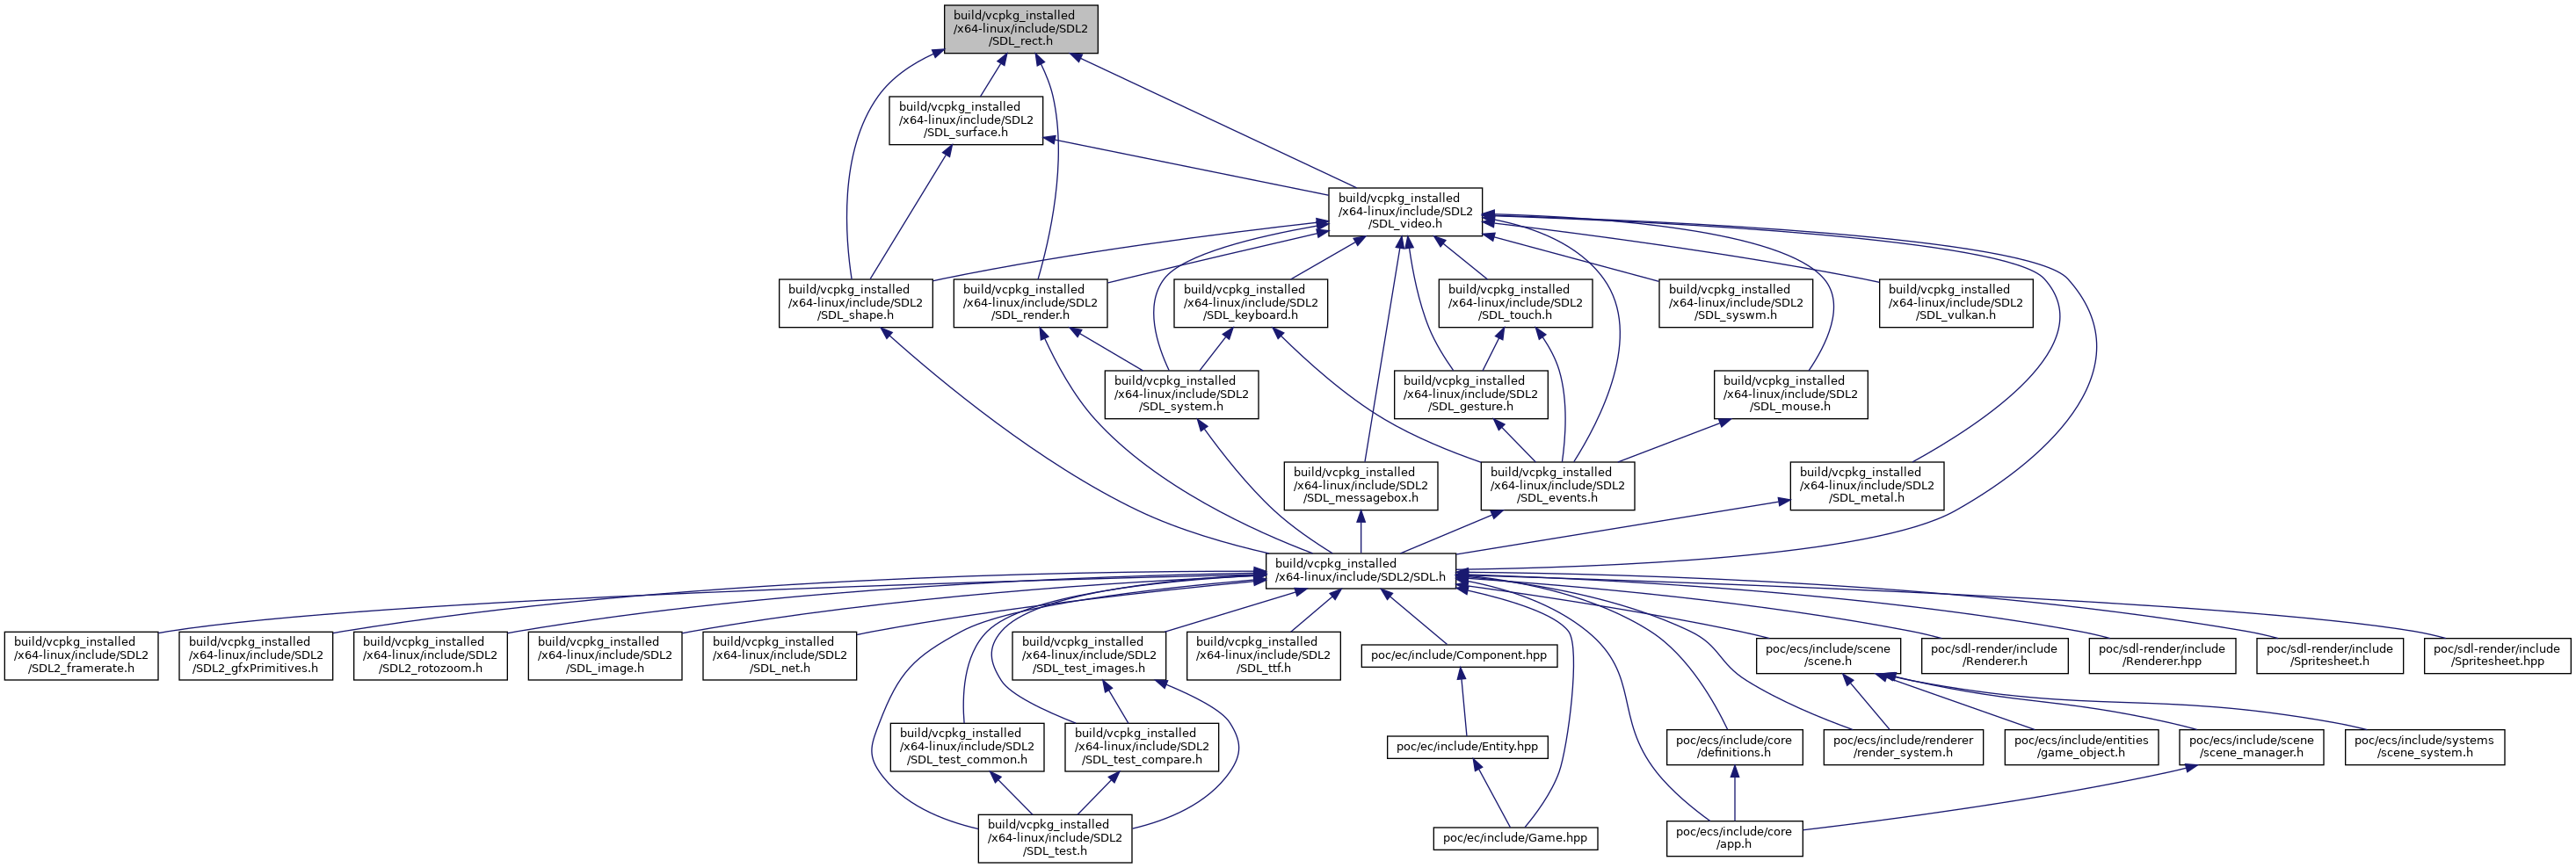 build/vcpkg_installed
/x64-linux/include/SDL2
/SDL_rect.h
build/vcpkg_installed
/x64-linux/include/SDL2
/SDL_surface.h
build/vcpkg_installed
/x64-linux/include/SDL2
/SDL_video.h
build/vcpkg_installed
/x64-linux/include/SDL2
/SDL_shape.h
build/vcpkg_installed
/x64-linux/include/SDL2
/SDL_render.h
build/vcpkg_installed
/x64-linux/include/SDL2
/SDL_keyboard.h
build/vcpkg_installed
/x64-linux/include/SDL2
/SDL_touch.h
build/vcpkg_installed
/x64-linux/include/SDL2
/SDL_syswm.h
build/vcpkg_installed
/x64-linux/include/SDL2
/SDL_vulkan.h
build/vcpkg_installed
/x64-linux/include/SDL2
/SDL_system.h
build/vcpkg_installed
/x64-linux/include/SDL2
/SDL_gesture.h
build/vcpkg_installed
/x64-linux/include/SDL2
/SDL_mouse.h
build/vcpkg_installed
/x64-linux/include/SDL2
/SDL_messagebox.h
build/vcpkg_installed
/x64-linux/include/SDL2
/SDL_events.h
build/vcpkg_installed
/x64-linux/include/SDL2
/SDL_metal.h
build/vcpkg_installed
/x64-linux/include/SDL2/SDL.h
build/vcpkg_installed
/x64-linux/include/SDL2
/SDL2_framerate.h
build/vcpkg_installed
/x64-linux/include/SDL2
/SDL2_gfxPrimitives.h
build/vcpkg_installed
/x64-linux/include/SDL2
/SDL2_rotozoom.h
build/vcpkg_installed
/x64-linux/include/SDL2
/SDL_image.h
build/vcpkg_installed
/x64-linux/include/SDL2
/SDL_net.h
build/vcpkg_installed
/x64-linux/include/SDL2
/SDL_test_images.h
build/vcpkg_installed
/x64-linux/include/SDL2
/SDL_ttf.h
poc/ec/include/Component.hpp
poc/ecs/include/scene
/scene.h
poc/sdl-render/include
/Renderer.h
poc/sdl-render/include
/Renderer.hpp
poc/sdl-render/include
/Spritesheet.h
poc/sdl-render/include
/Spritesheet.hpp
build/vcpkg_installed
/x64-linux/include/SDL2
/SDL_test_common.h
build/vcpkg_installed
/x64-linux/include/SDL2
/SDL_test_compare.h
poc/ec/include/Entity.hpp
poc/ecs/include/core
/definitions.h
poc/ecs/include/renderer
/render_system.h
poc/ecs/include/entities
/game_object.h
poc/ecs/include/scene
/scene_manager.h
poc/ecs/include/systems
/scene_system.h
build/vcpkg_installed
/x64-linux/include/SDL2
/SDL_test.h
poc/ec/include/Game.hpp
poc/ecs/include/core
/app.h